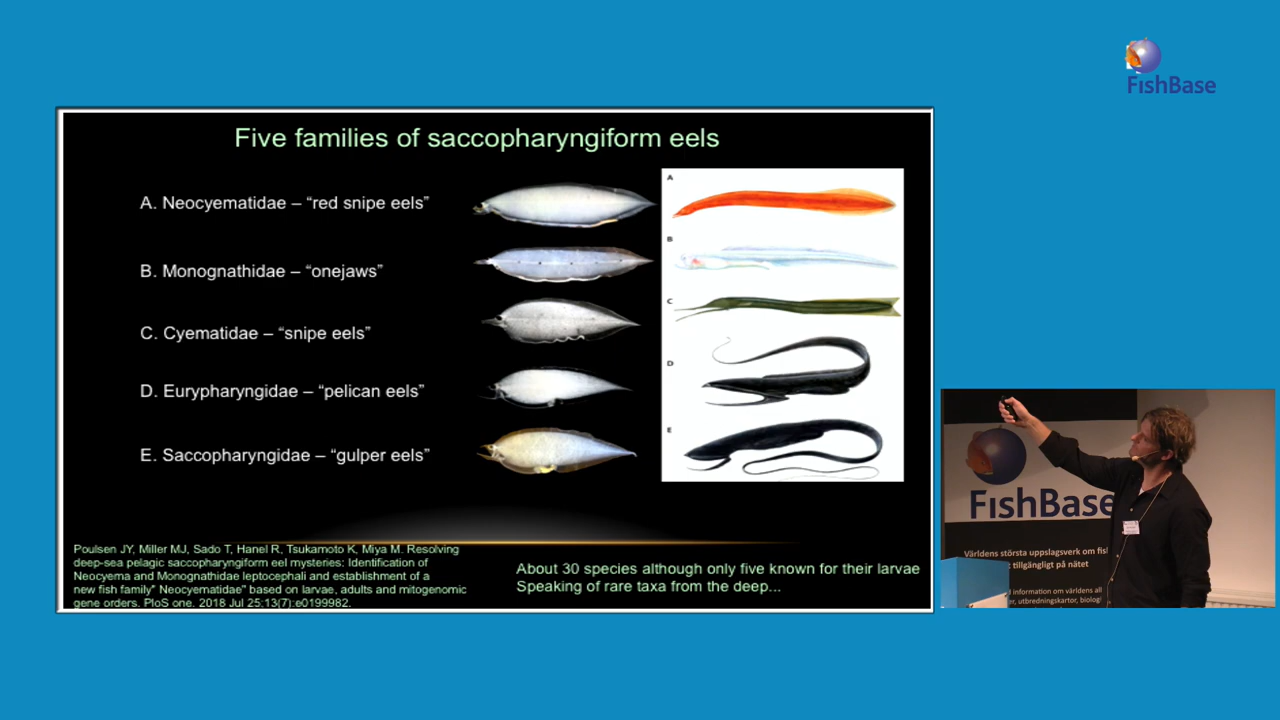 FishBase
Five families of saccopharyngiform eels
A. Neocyematidae – “red snipe eels”
B. Monognathidae – “onejaws”
C. Cyematidae – “snipe eels”
D. Eurypharyngidae – “pelican eels”
E. Saccopharyngidae – “gulper eels”
A
B
C
D
E
Poulsen JY, Miller MJ, Sado T, Hanel R, Tsukamoto K, Miya M. Resolving
deep-sea pelagic saccopharyngiform eel mysteries: Identification of
Neocyema and Monognathidae leptocephali and establishment of a
new fish family” Neocyematidae” based on larvae, adults and mitogenomic
gene orders. PloS one. 2018 Jul 25;13(7):e0199982.
About 30 species although only five known for their larvae
Speaking of rare taxa from the deep...
FishBase
Världens största uppslagsverk om
tillgängligt på nätet
information om världens
utbredningskartor,